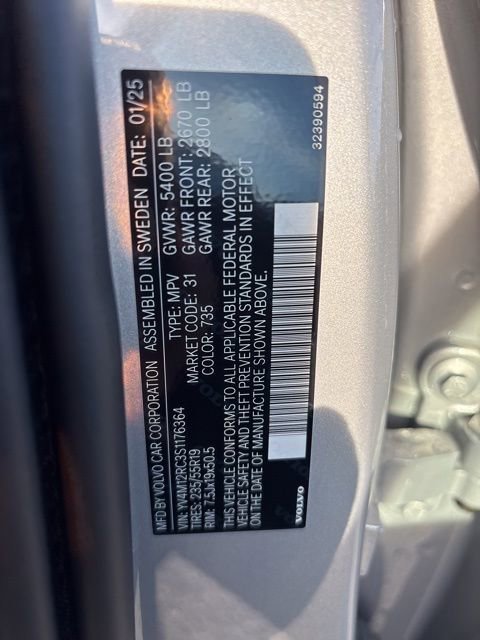 MFD BY VOLVO CAR CORPORATION ASSEMBLED IN SWEDEN DATE: 01/25
VIN: YV4M12RC3S1176364 TYPE: MPV GVWR: 5400 LB
TIRES: 235/55R19 MARKET CODE: 31 GAWR FRONT: 2670 LB
RIM: 7.5Jx19x50.5 COLOR: 735 GAWR REAR: 2800 LB
THIS VEHICLE CONFORMS TO ALL APPLICABLE FEDERAL MOTOR
VEHICLE SAFETY AND THEFT PREVENTION STANDARDS IN EFFECT
ON THE DATE OF MANUFACTURE SHOWN ABOVE.
VOLVO 32390594